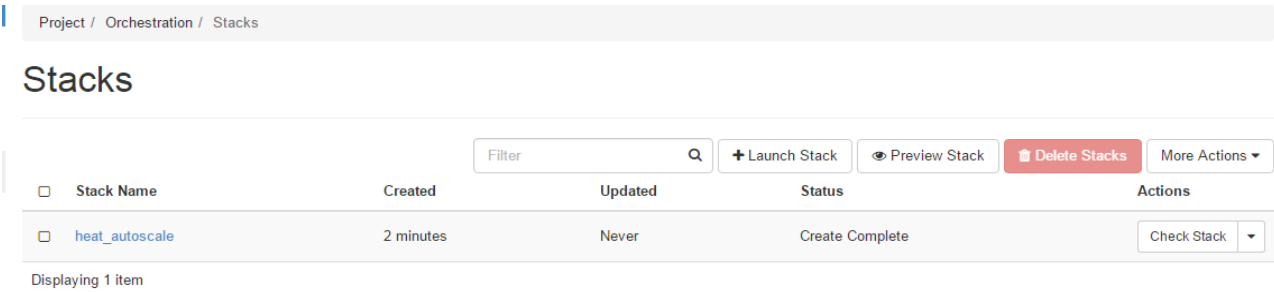 Project / Orchestration / Stacks
Stacks
Filter Launch Stack Preview Stack Delete Stacks More Actions
Stack Name Created Updated Status Actions
heat_autoscale 2 minutes Never Create Complete Check Stack
Displaying 1 item